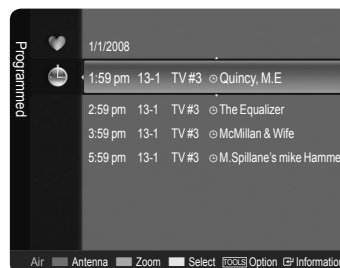 Programmed
1/1/2008
1:59 pm 13-1 TV #3 Quincy, M.E
2:59 pm 13-1 TV #3 The Equalizer
3:59 pm 13-1 TV #3 McMillan & Wife
5:59 pm 13-1 TV #3 M.Spillane's mike Hamme
Air Antenna Zoom Select TOOLS Option Information